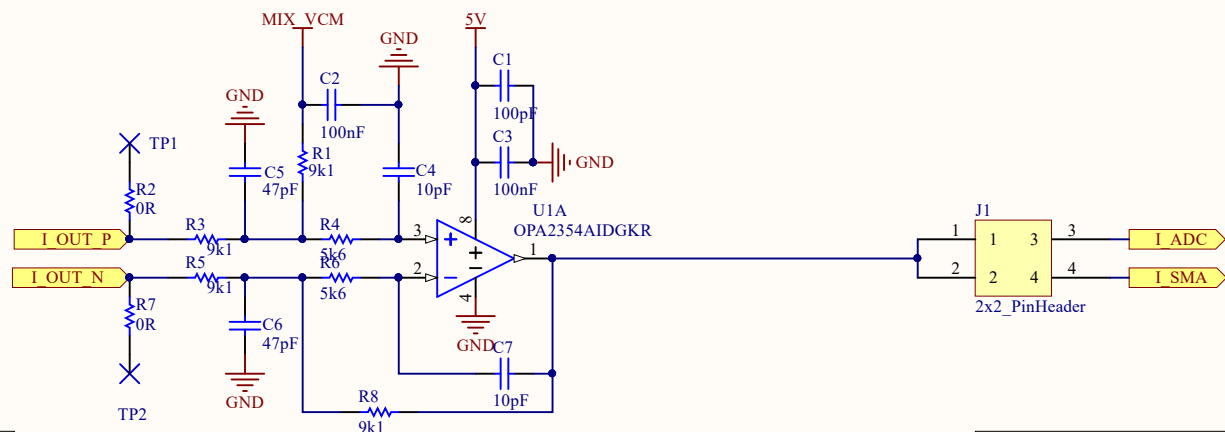 MIX_VCM
5V
GND
C1
100pF
C2
100nF
GND
C3
100nF
GND
TP1
R1
9k1
C5
47pF
C4
10pF
R2
0R
U1A
OPA2354AIDGKR
8
J1
I_OUT_P
R3
9k1
R4
5k6
3
1
1
1
3
3
I_ADC
I_OUT_N
R5
9k1
R6
5k6
2
2
2
4
4
I_SMA
4
R7
0R
2x2_PinHeader
C6
47pF
GND
C7
10pF
GND
TP2
R8
9k1